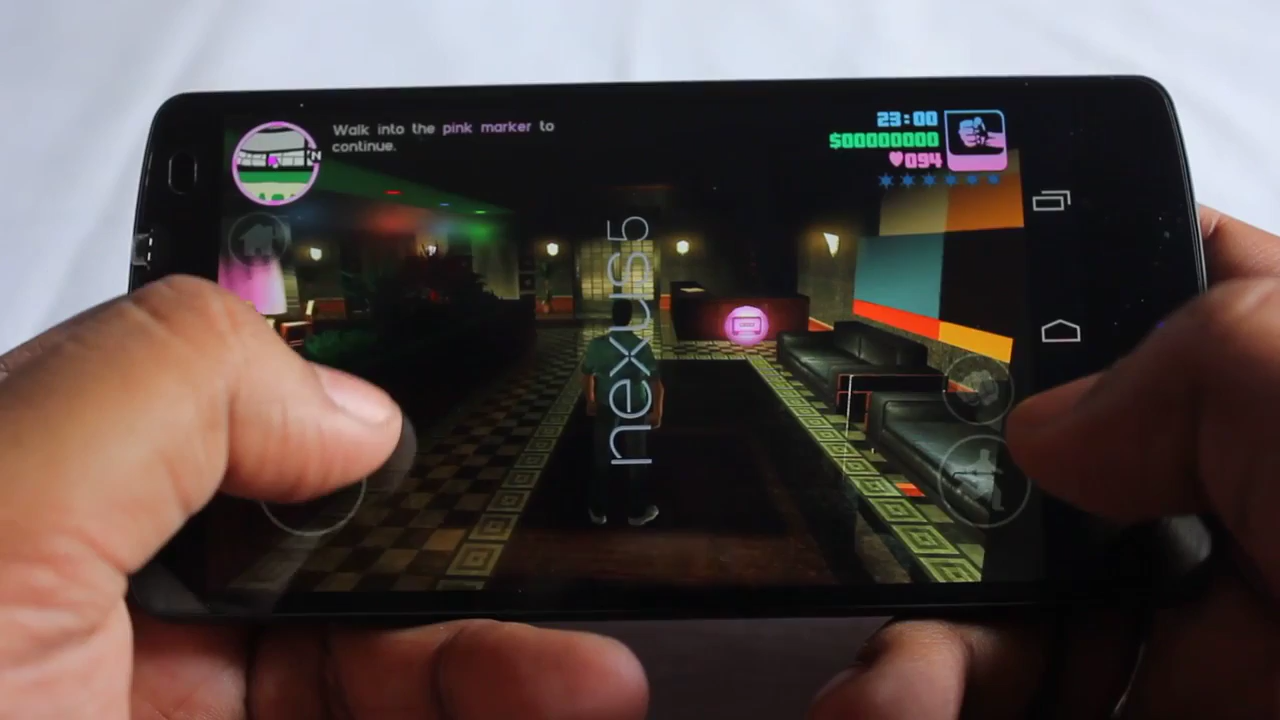 Walk into the pink marker to
continue.
N
23:00
$00000000
094
nexus5